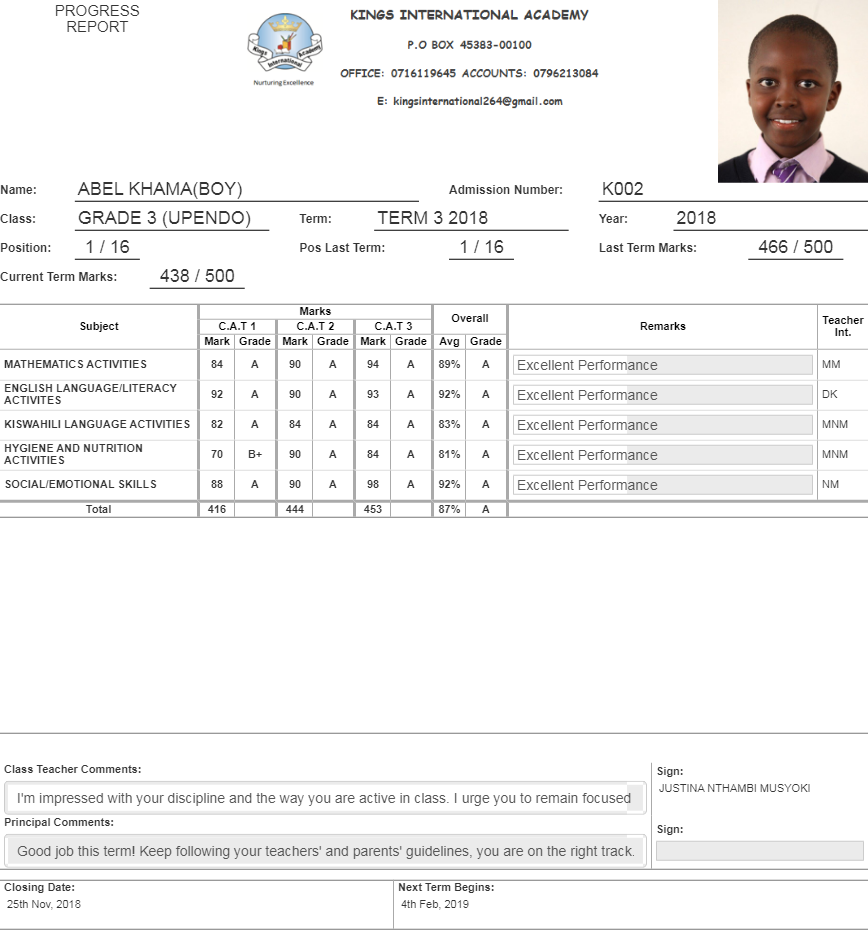 PROGRESS
REPORT
KINGS INTERNATIONAL ACADEMY
P.O BOX 45383-00100
OFFICE: 0716119645 ACCOUNTS: 0796213084
E: kingsinternational264@gmail.com
Kings International Academy
Nurturing Excellence
Name: ABEL KHAMA(BOY) Admission Number: K002
Class: GRADE 3 (UPENDO) Term: TERM 3 2018 Year: 2018
Position: 1 / 16 Pos Last Term: 1 / 16 Last Term Marks: 466 / 500
Current Term Marks: 438 / 500
Subject Marks Overall Remarks Teacher Int.
C.A.T 1 C.A.T 2 C.A.T 3
Mark Grade Mark Grade Mark Grade Avg Grade
MATHEMATICS ACTIVITIES 84 A 90 A 94 A 89% A Excellent Performance MM
ENGLISH LANGUAGE/LITERACY ACTIVITES 92 A 90 A 93 A 92% A Excellent Performance DK
KISWAHILI LANGUAGE ACTIVITIES 82 A 84 A 84 A 83% A Excellent Performance MNM
HYGIENE AND NUTRITION ACTIVITIES 70 B+ 90 A 84 A 81% A Excellent Performance MNM
SOCIAL/EMOTIONAL SKILLS 88 A 90 A 98 A 92% A Excellent Performance NM
Total 416 444 453 87% A
Class Teacher Comments:
I'm impressed with your discipline and the way you are active in class. I urge you to remain focused
Sign:
JUSTINA NTHAMBI MUSYOKI
Principal Comments:
Good job this term! Keep following your teachers' and parents' guidelines, you are on the right track.
Sign:
Closing Date:
25th Nov, 2018
Next Term Begins:
4th Feb, 2019